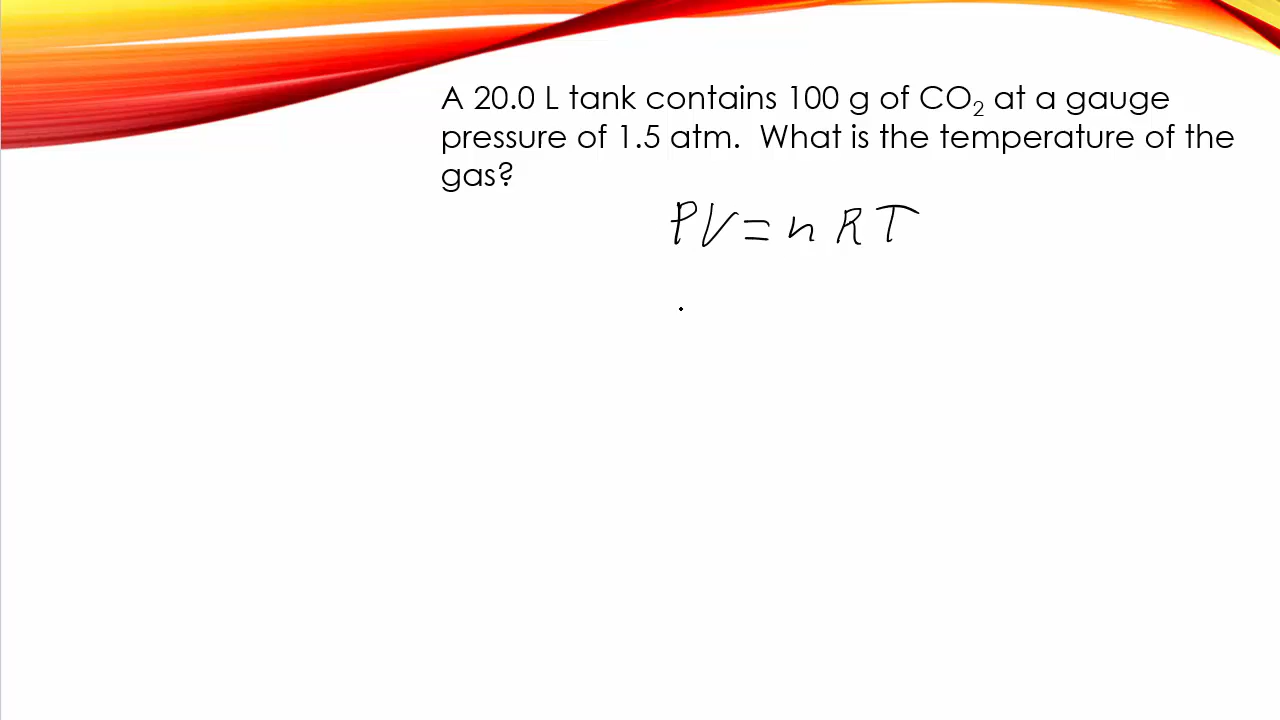 A 20.0 L tank contains 100 g of CO₂ at a gauge
pressure of 1.5 atm.  What is the temperature of the
gas?
PV = nRT